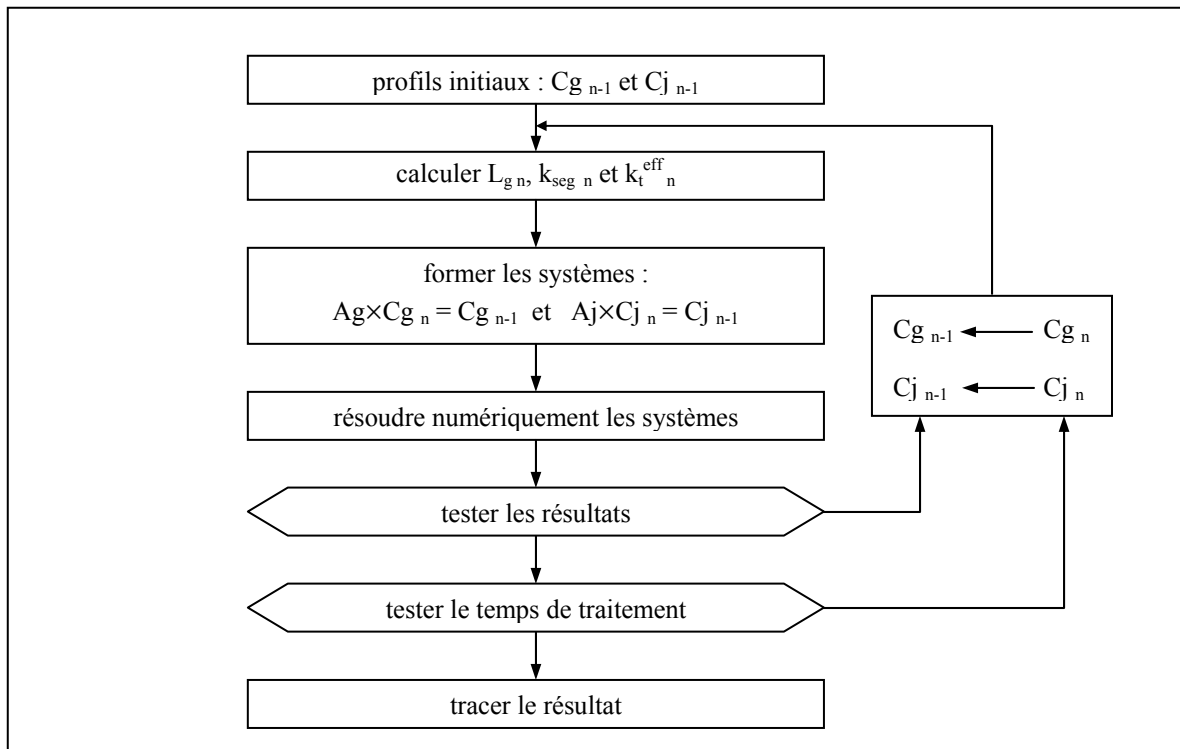 profils initiaux : Cg n-1 et Cj n-1
calculer Lg n, kseg n et kt eff n
former les systèmes :
Ag×Cg n = Cg n-1 et Aj×Cj n = Cj n-1
Cg n-1 Cg n
Cj n-1 Cj n
résoudre numériquement les systèmes
tester les résultats
tester le temps de traitement
tracer le résultat